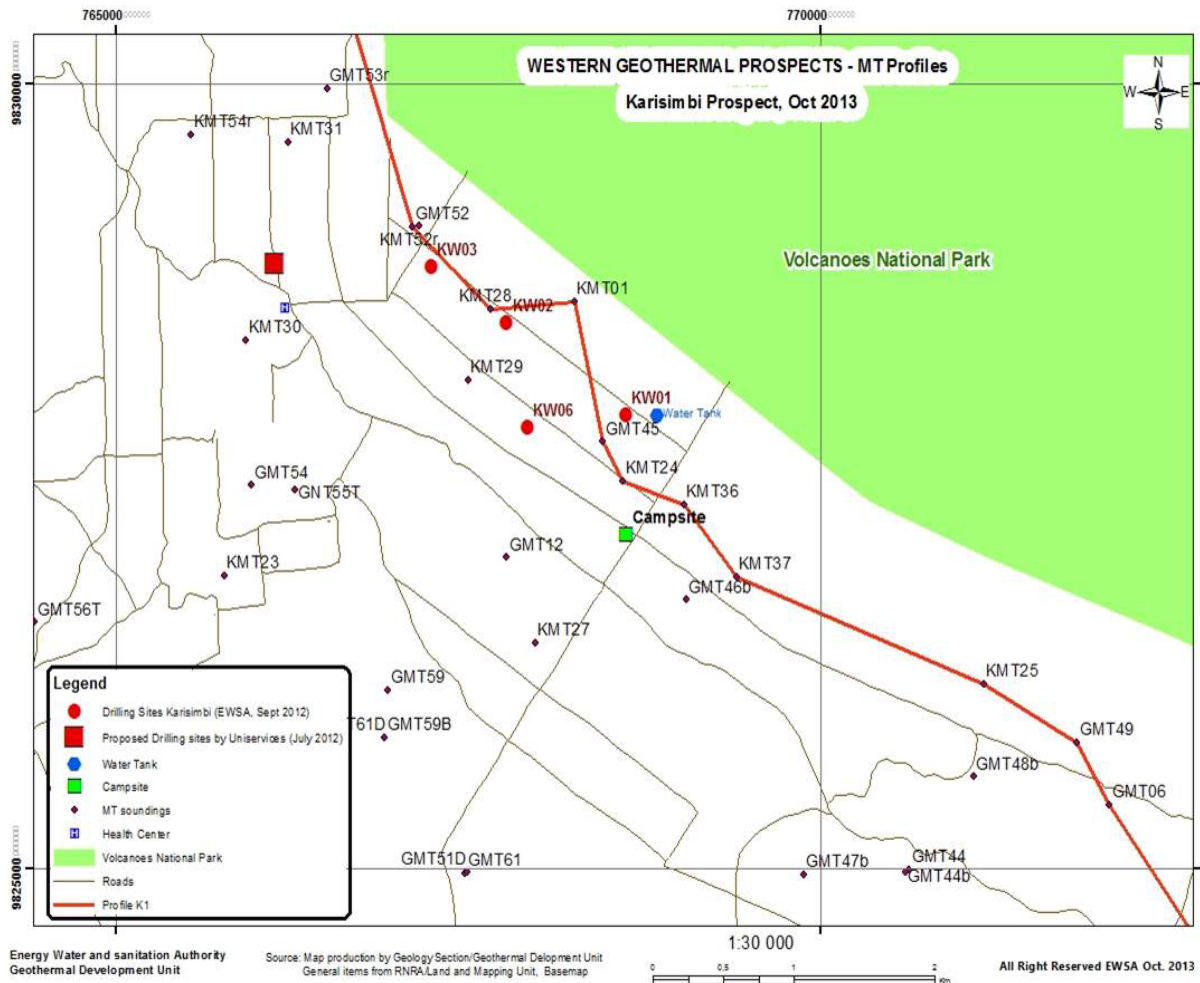 765000
770000
9830000
WESTERN GEOTHERMAL PROSPECTS - MT Profiles
Karisimbi Prospect, Oct 2013
N
W E
S
GMT53r
KMT54r
KMT31
GMT52
KMT52r
KW03
Volcanoes National Park
KMT28
KW02
KMT01
H
KMT30
KMT29
KW06
KW01
Water Tank
GMT45
GMT54
GNT55T
KMT24
KMT36
Campsite
GMT12
KMT23
KMT37
GMT46b
GMT56T
KMT27
KMT25
GMT59
61D GMT59B
GMT49
GMT48b
GMT06
Legend
Drilling Sites Karisimbi (EWSA, Sept 2012)
Proposed Drilling sites by Uniservices (July 2012)
Water Tank
Campsite
MT soundings
H Health Center
Volcanoes National Park
Roads
Profile K1
9825000
GMT51D GMT61
GMT47b
GMT44
GMT44b
1:30 000
Energy Water and sanitation Authority
Geothermal Delopment Unit
Source: Map production by Geology Section/Geothermal Delopment Unit
General items from RNRA/Land and Mapping Unit, Basemap
0 0,5 1 2
Km
All Right Reserved EWSA Oct. 2013